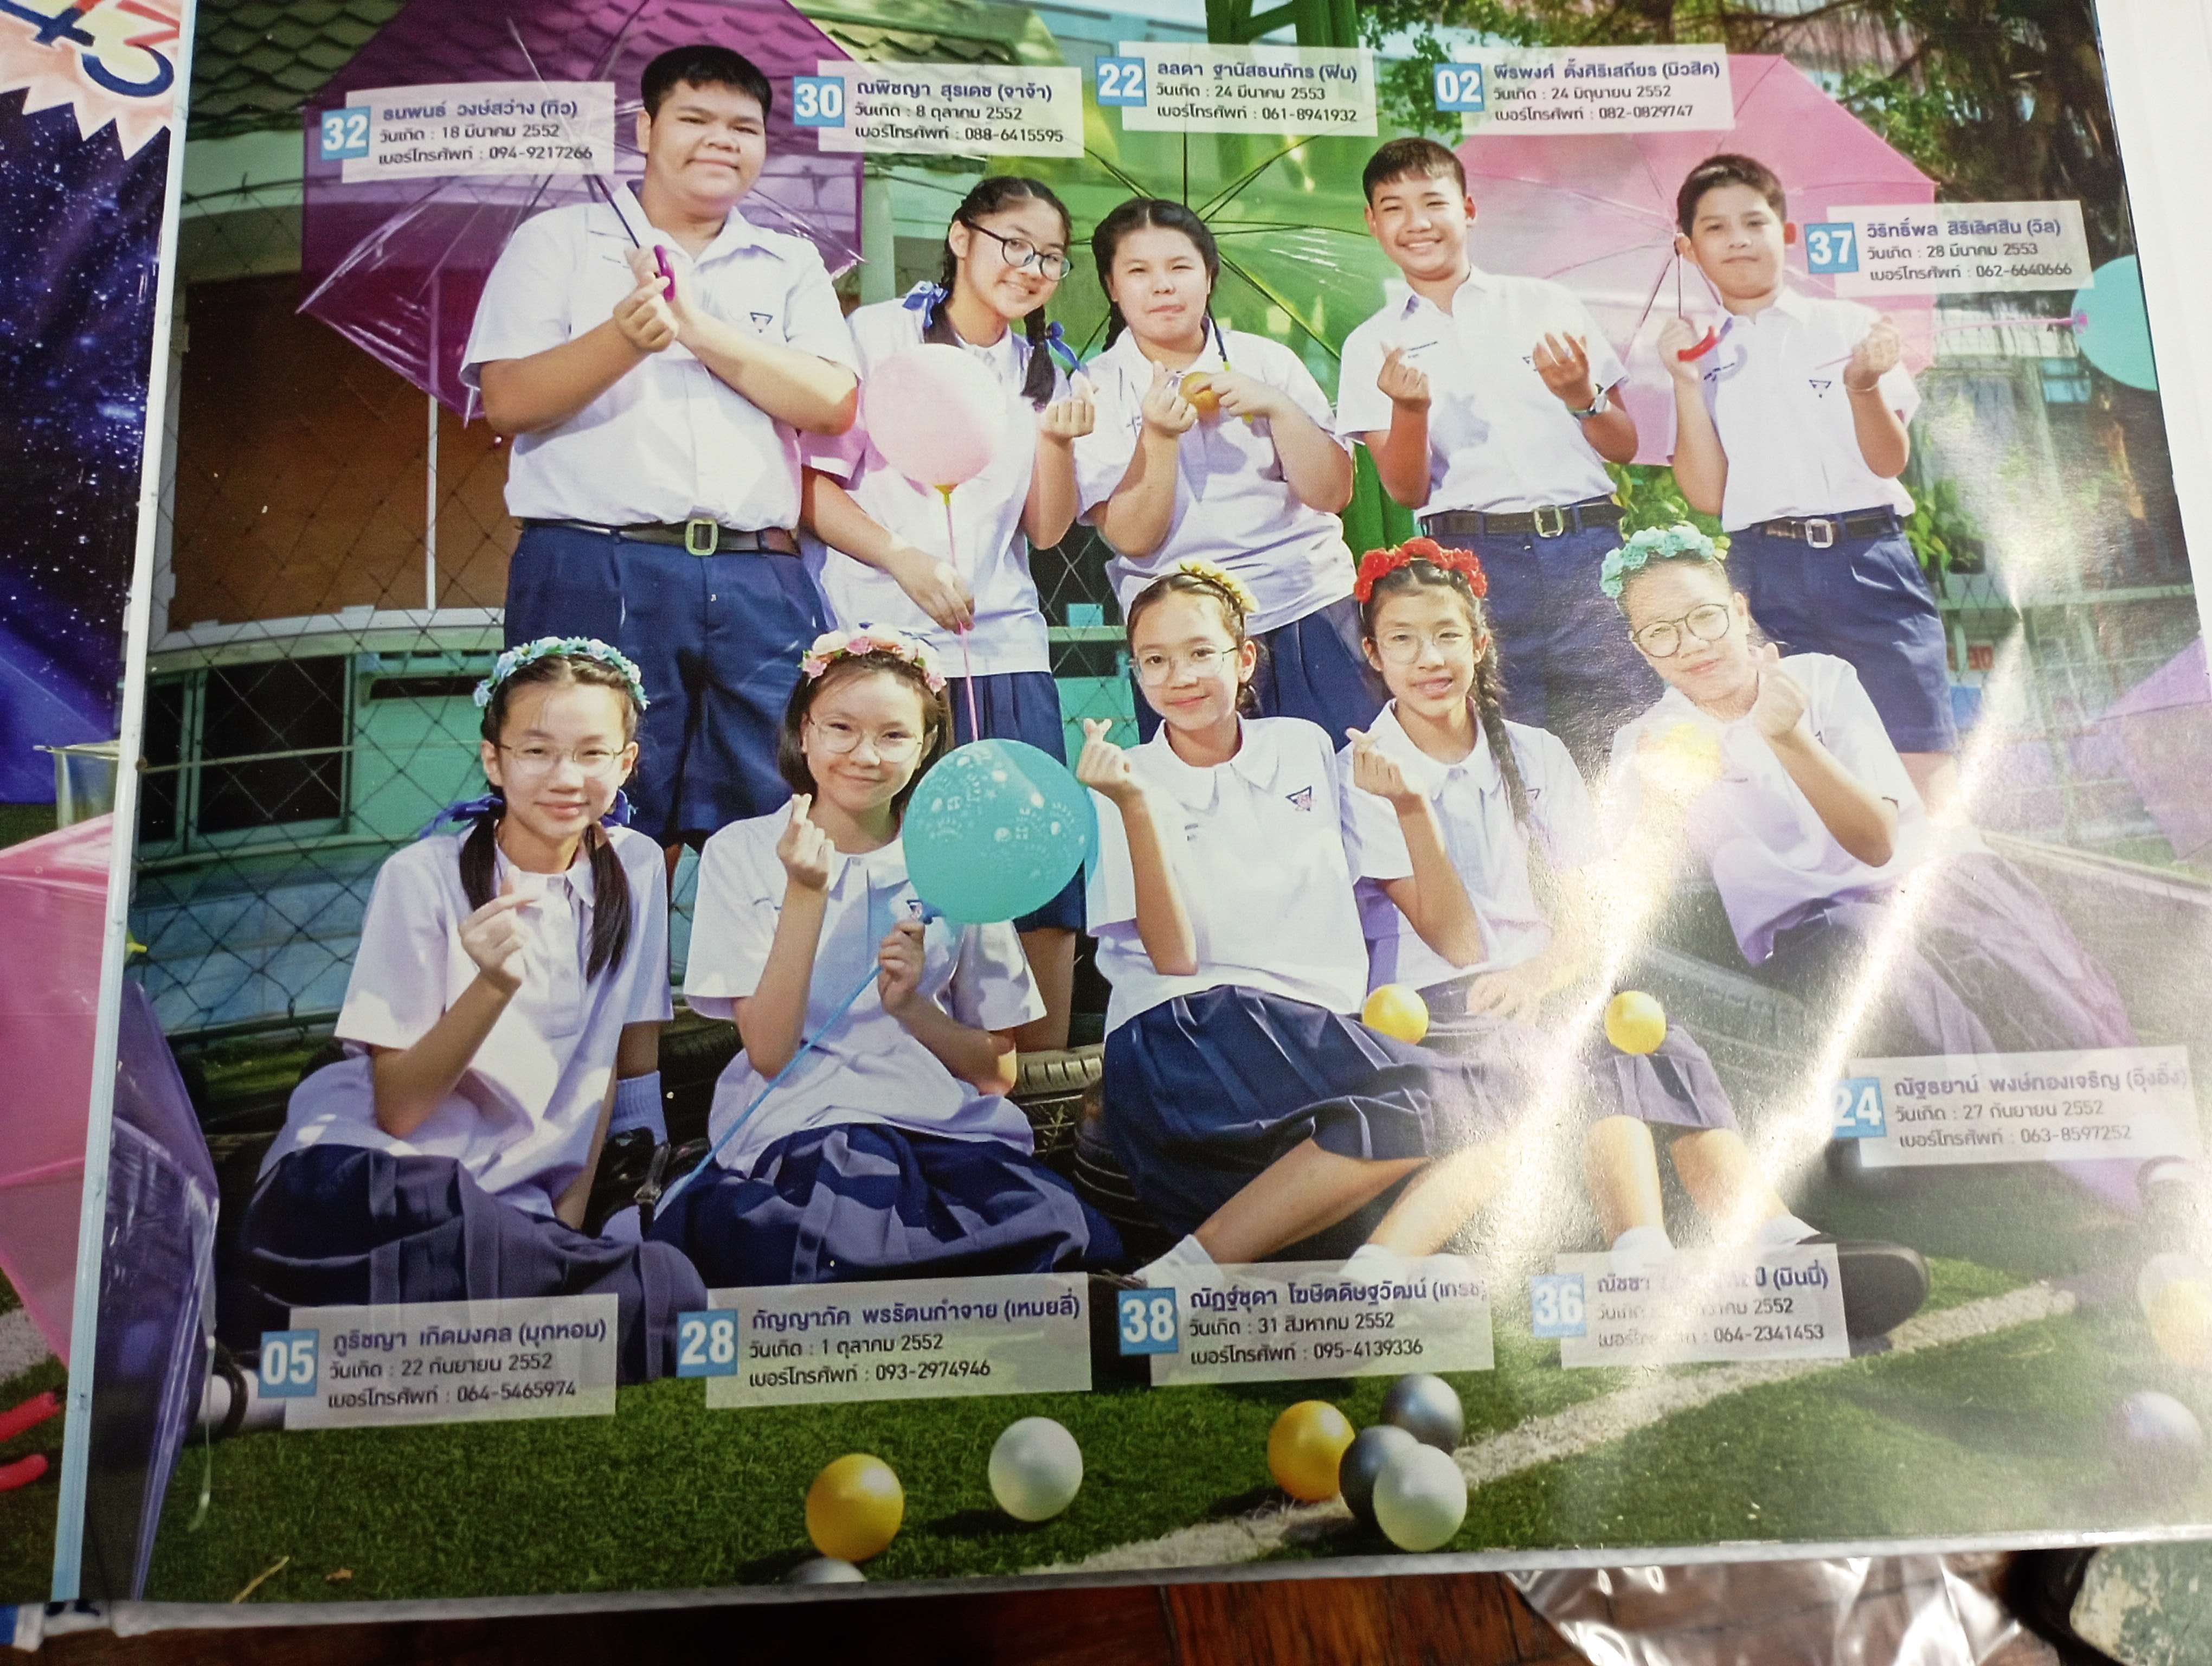 43
32
ธนพนธ์ วงษ์สว่าง (ทิว)
วันเกิด : 18 มีนาคม 2552
เบอร์โทรศัพท์ : 094-9217266
30
ณพิชญา สุรเดช (จาจ้า)
วันเกิด : 8 ตุลาคม 2552
เบอร์โทรศัพท์ : 088-6415595
22
ลลดา ฐานิสธนภัทร (ฟิน)
วันเกิด : 24 มีนาคม 2553
เบอร์โทรศัพท์ : 061-8941932
02
พีรพงศ์ ตั้งศิริเสถียร (มิวสิค)
วันเกิด : 24 มิถุนายน 2552
เบอร์โทรศัพท์ : 082-0829747
37
วิริทธิ์พล สิริเลิศสิน (วิล)
วันเกิด : 28 มีนาคม 2553
เบอร์โทรศัพท์ : 062-6640666
24
ณัฐธยาน์ พงษ์ทองเจริญ (อุ๊งอิ๊ง)
วันเกิด : 27 กันยายน 2552
เบอร์โทรศัพท์ : 063-8597252
05
ภูริชญา เกิดมงคล (มุกหอม)
วันเกิด : 22 กันยายน 2552
เบอร์โทรศัพท์ : 064-5465974
28
กัญญาภัค พรรัตนกำจาย (เหมยลี่)
วันเกิด : 1 ตุลาคม 2552
เบอร์โทรศัพท์ : 093-2974946
38
ณัฏฐ์ชุดา โฆษิตดิษฐวัฒน์
วันเกิด : 31 สิงหาคม 2552
เบอร์โทรศัพท์ : 095-4139336
36
ณัชชา (มินนี่)
วันเกิด 2552
064-2341453